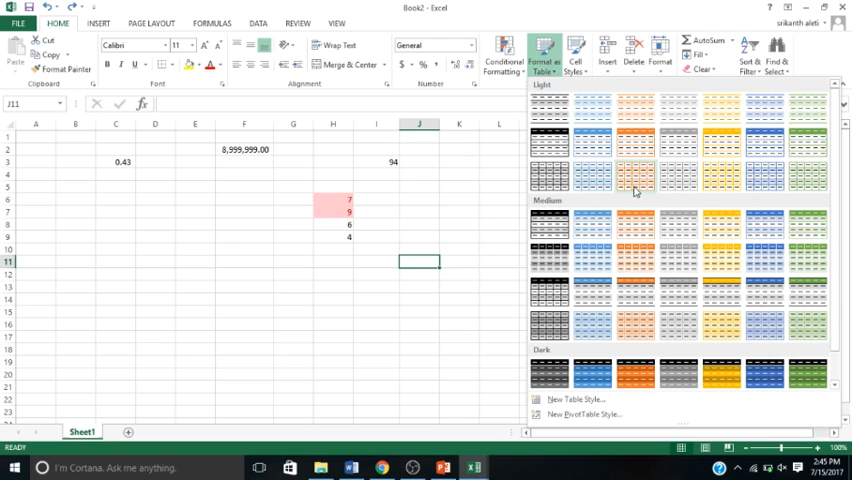 Book2 - Excel
FILE HOME INSERT PAGE LAYOUT FORMULAS DATA REVIEW VIEW srikanth aleti
Cut Calibri 11 Wrap Text General AutoSum
Copy Fill
Paste Format Painter B I U Merge & Center $ % Conditional Formatting Format as Table Cell Styles Insert Delete Format Clear Sort & Filter Find & Select
Clipboard Font Alignment Number
J11 fx
Light
A B C D E F G H I J K L
1
2 8,999,999.00
3 0.43 94
4
5
6 7
7 9
8 6
9 4
10
11
12
13
14
15
16
17
18
19
20
21
22
23
Medium
Dark
New Table Style...
New PivotTable Style...
Sheet1
READY 100%
I'm Cortana. Ask me anything. 2:45 PM
7/15/2017